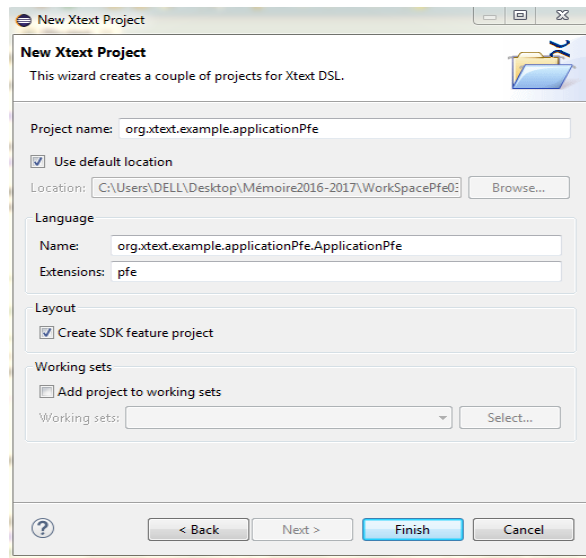 New Xtext Project
New Xtext Project
This wizard creates a couple of projects for Xtext DSL.
Project name: org.xtext.example.applicationPfe
Use default location
Location: C:\Users\DELL\Desktop\Mémoire2016-2017\WorkSpacePfe03 Browse...
Language
Name: org.xtext.example.applicationPfe.ApplicationPfe
Extensions: pfe
Layout
Create SDK feature project
Working sets
Add project to working sets
Working sets: Select...
? < Back Next > Finish Cancel